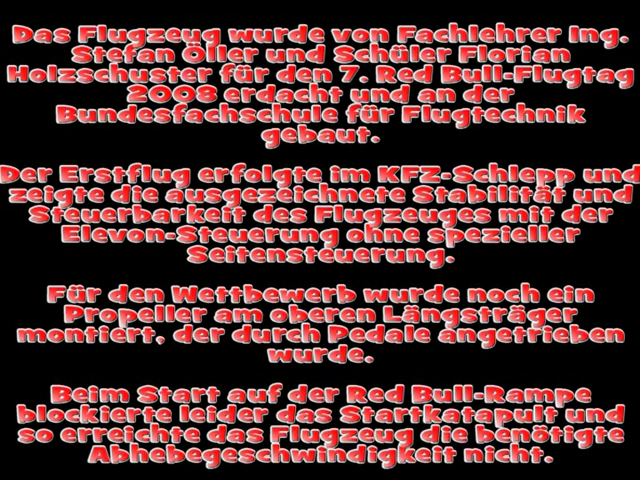 Das Flugzeug wurde von Fachlehrer Ing.
Stefan Öller und Schüler Florian
Holzschuster für den 7. Red Bull-Flugtag
2008 erdacht und an der
Bundesfachschule für Flugtechnik
gebaut.
Der Erstflug erfolgte im KFZ-Schlepp und
zeigte die ausgezeichnete Stabilität und
Steuerbarkeit des Flugzeuges mit der
Elevon-Steuerung ohne spezieller
Seitensteuerung.
Für den Wettbewerb wurde noch ein
Propeller am oberen Längsträger
montiert, der durch Pedale angetrieben
wurde.
Beim Start auf der Red Bull-Rampe
blockierte leider das Startkatapult und
so erreichte das Flugzeug die benötigte
Abhebegeschwindigkeit nicht.